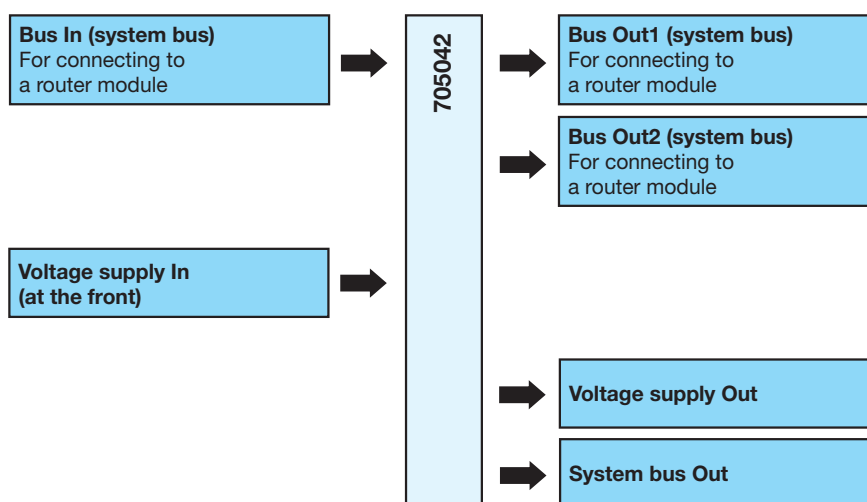 Bus In (system bus)
For connecting to
a router module
Voltage supply In
(at the front)
705042
Bus Out1 (system bus)
For connecting to
a router module
Bus Out2 (system bus)
For connecting to
a router module
Voltage supply Out
System bus Out